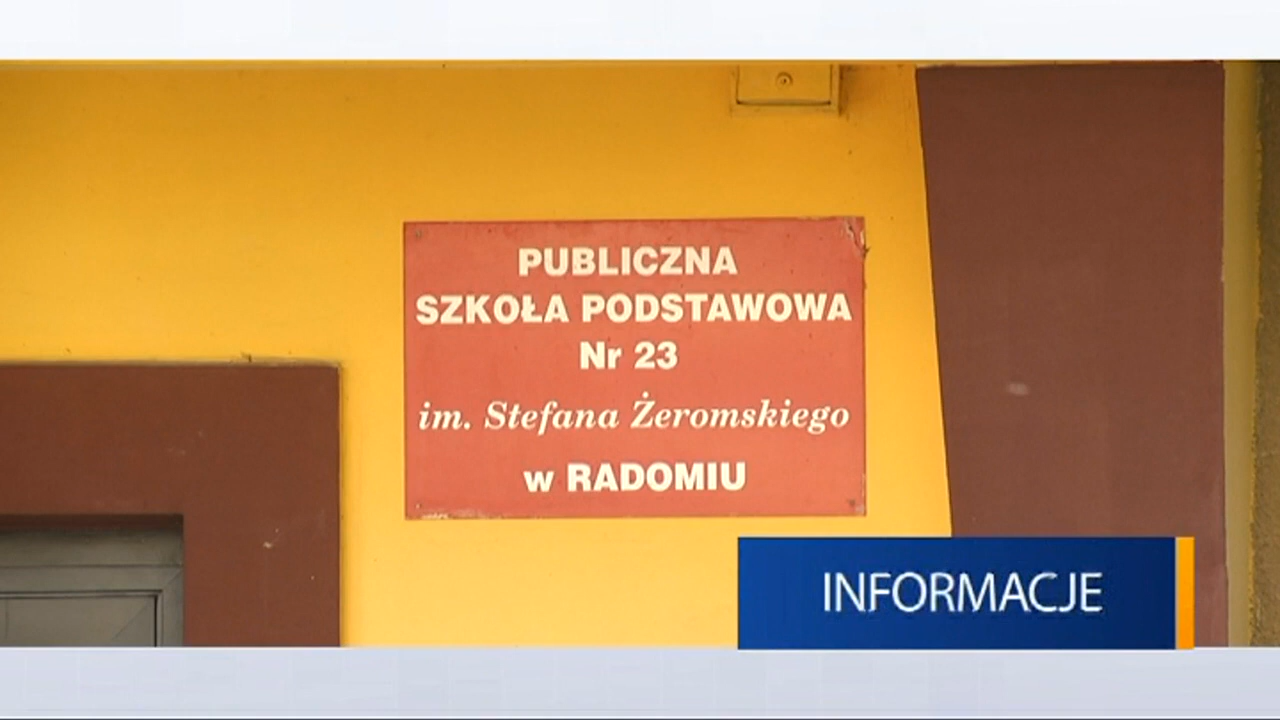 PUBLICZNA
SZKOŁA PODSTAWOWA
Nr 23
im. Stefana Żeromskiego
w RADOMIU
INFORMACJE